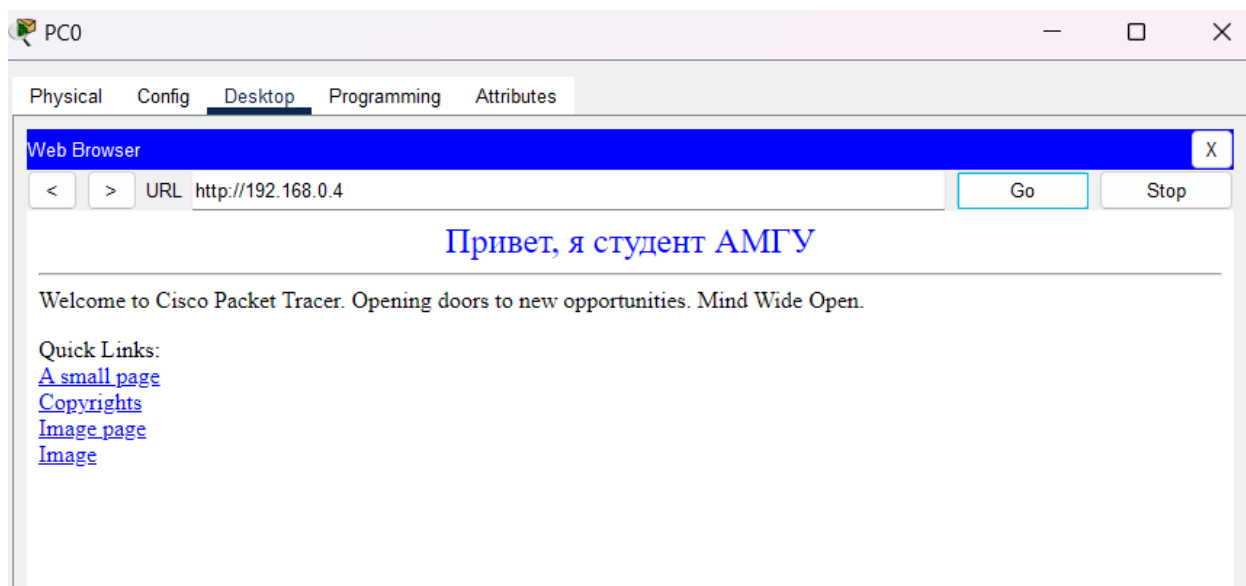 PC0
Physical Config Desktop Programming Attributes
Web Browser X
< > URL http://192.168.0.4 Go Stop
Привет, я студент АМГУ
Welcome to Cisco Packet Tracer. Opening doors to new opportunities. Mind Wide Open.
Quick Links:
A small page
Copyrights
Image page
Image